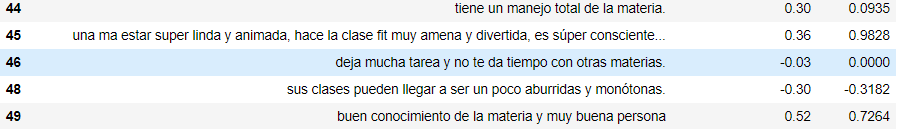 44 tiene un manejo total de la materia. 0.30 0.0935
45 una ma estar super linda y animada, hace la clase fit muy amena y divertida, es súper consciente... 0.36 0.9828
46 deja mucha tarea y no te da tiempo con otras materias. -0.03 0.0000
48 sus clases pueden llegar a ser un poco aburridas y monótonas. -0.30 -0.3182
49 buen conocimiento de la materia y muy buena persona 0.52 0.7264